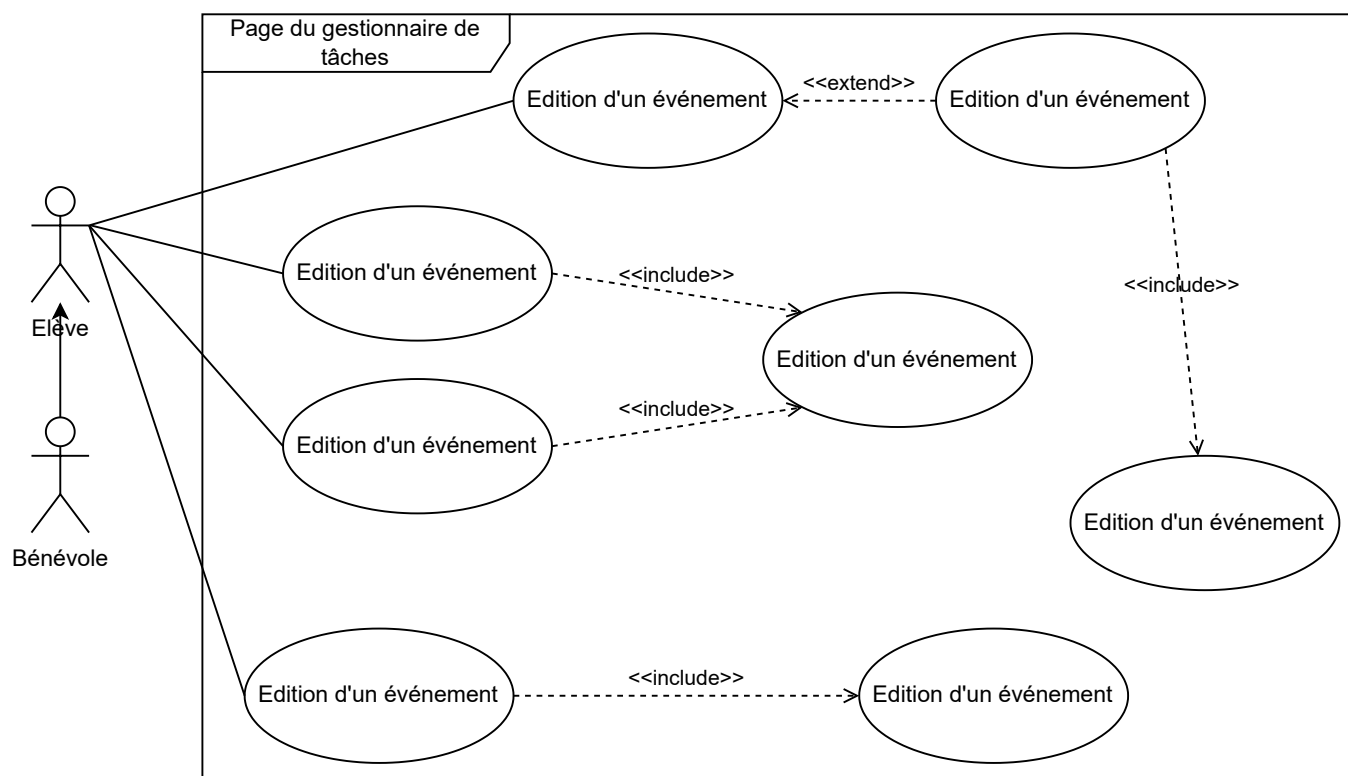 Page du gestionnaire de
tâches
Edition d'un événement
<<extend>>
Edition d'un événement
Edition d'un événement
<<include>>
<<include>>
Elève
Edition d'un événement
<<include>>
Edition d'un événement
Edition d'un événement
Bénévole
Edition d'un événement
<<include>>
Edition d'un événement